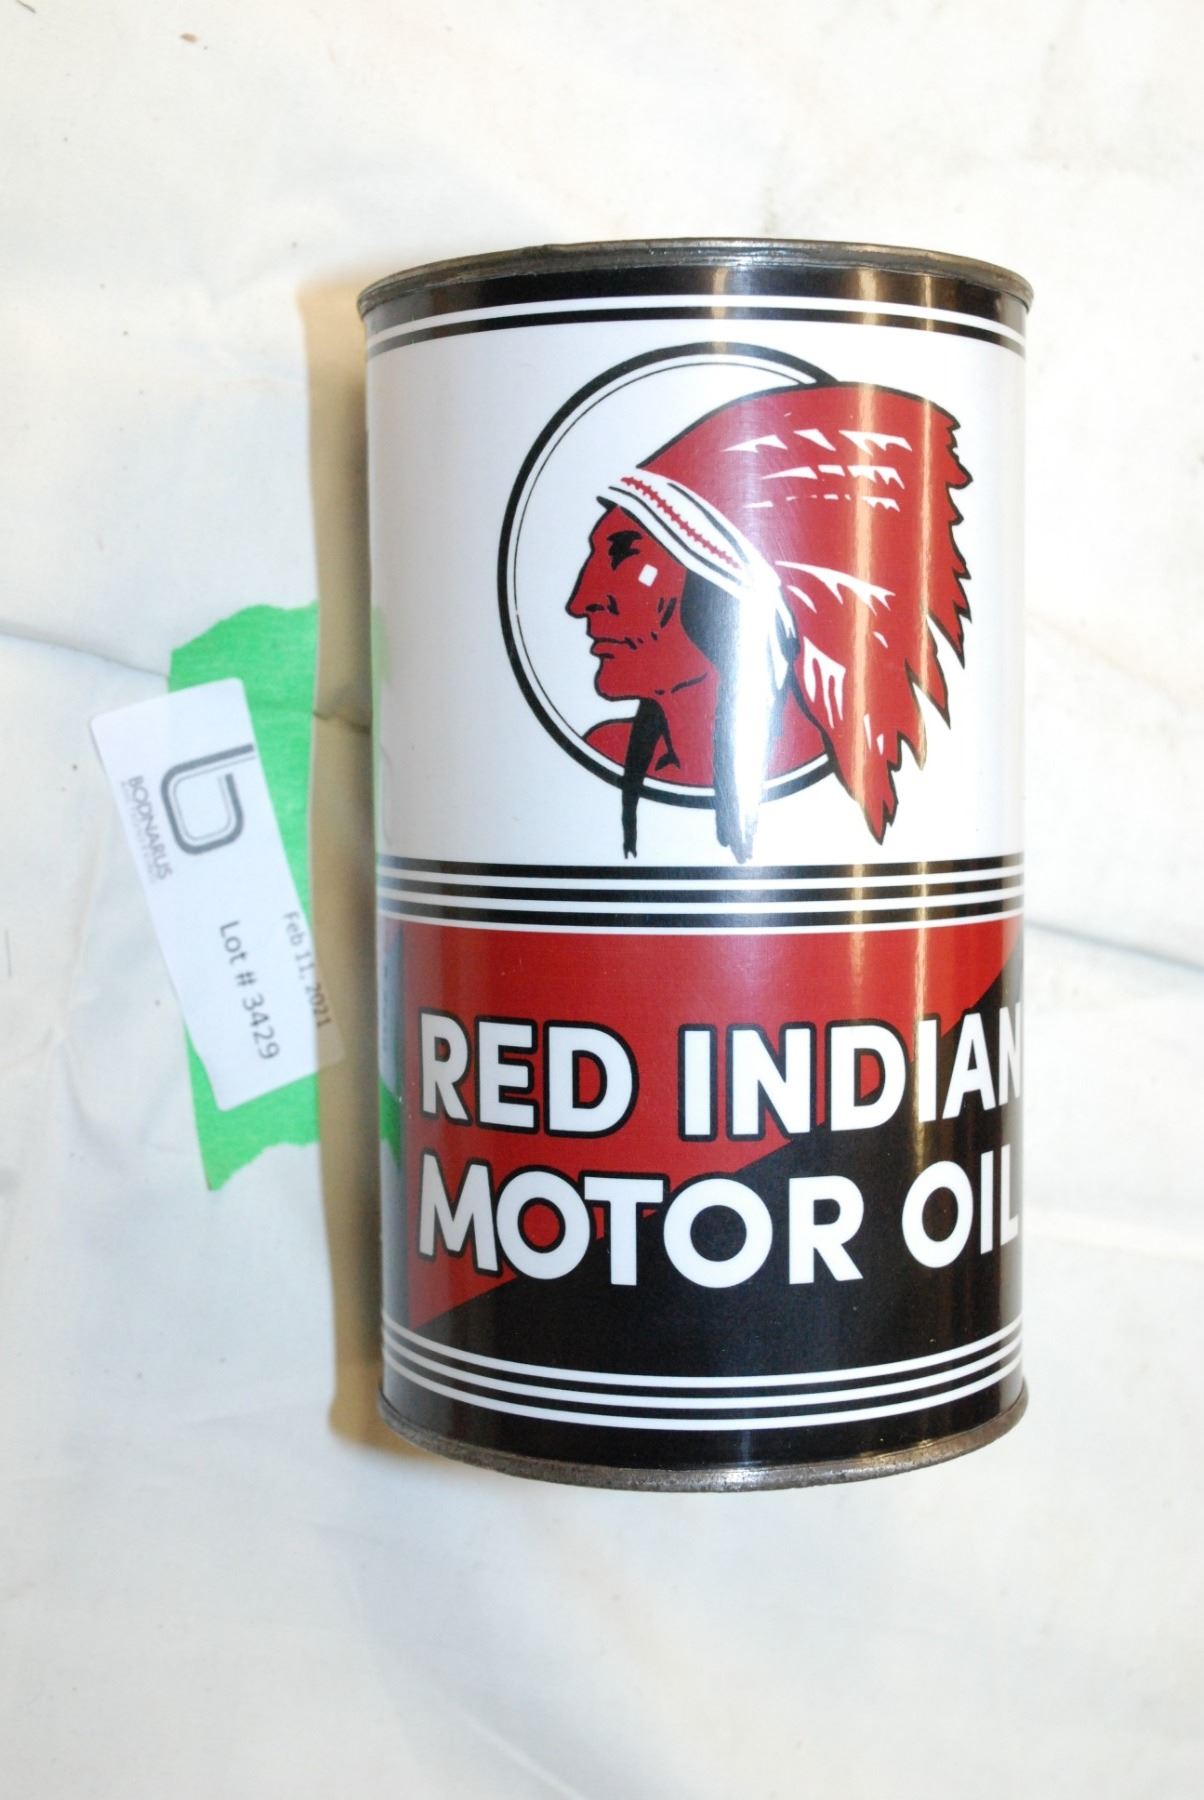 RED INDIAN
MOTOR OIL
b
BODNARUS
Feb 11, 2021
Lot # 3429